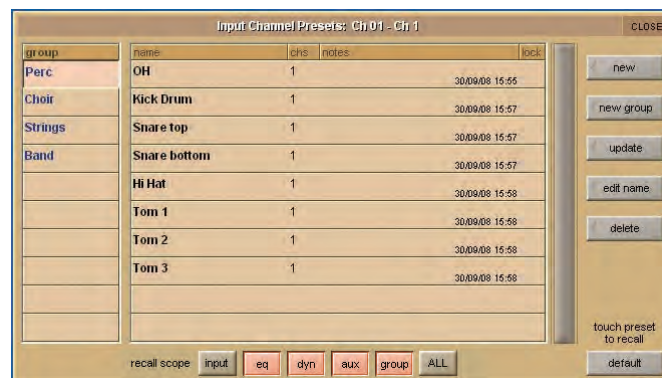 Input Channel Presets: Ch 01 - Ch 1
CLOSE
group
name chs notes lock
Perc
Choir
Strings
Band
OH 1 30/09/08 15:55
Kick Drum 1 30/09/08 15:57
Snare top 1 30/09/08 15:57
Snare bottom 1 30/09/08 15:57
Hi Hat 1 30/09/08 15:58
Tom 1 1 30/09/08 15:58
Tom 2 1 30/09/08 15:58
Tom 3 1 30/09/08 15:58
new
new group
update
edit name
delete
touch preset
to recall
default
recall scope input eq dyn aux group ALL